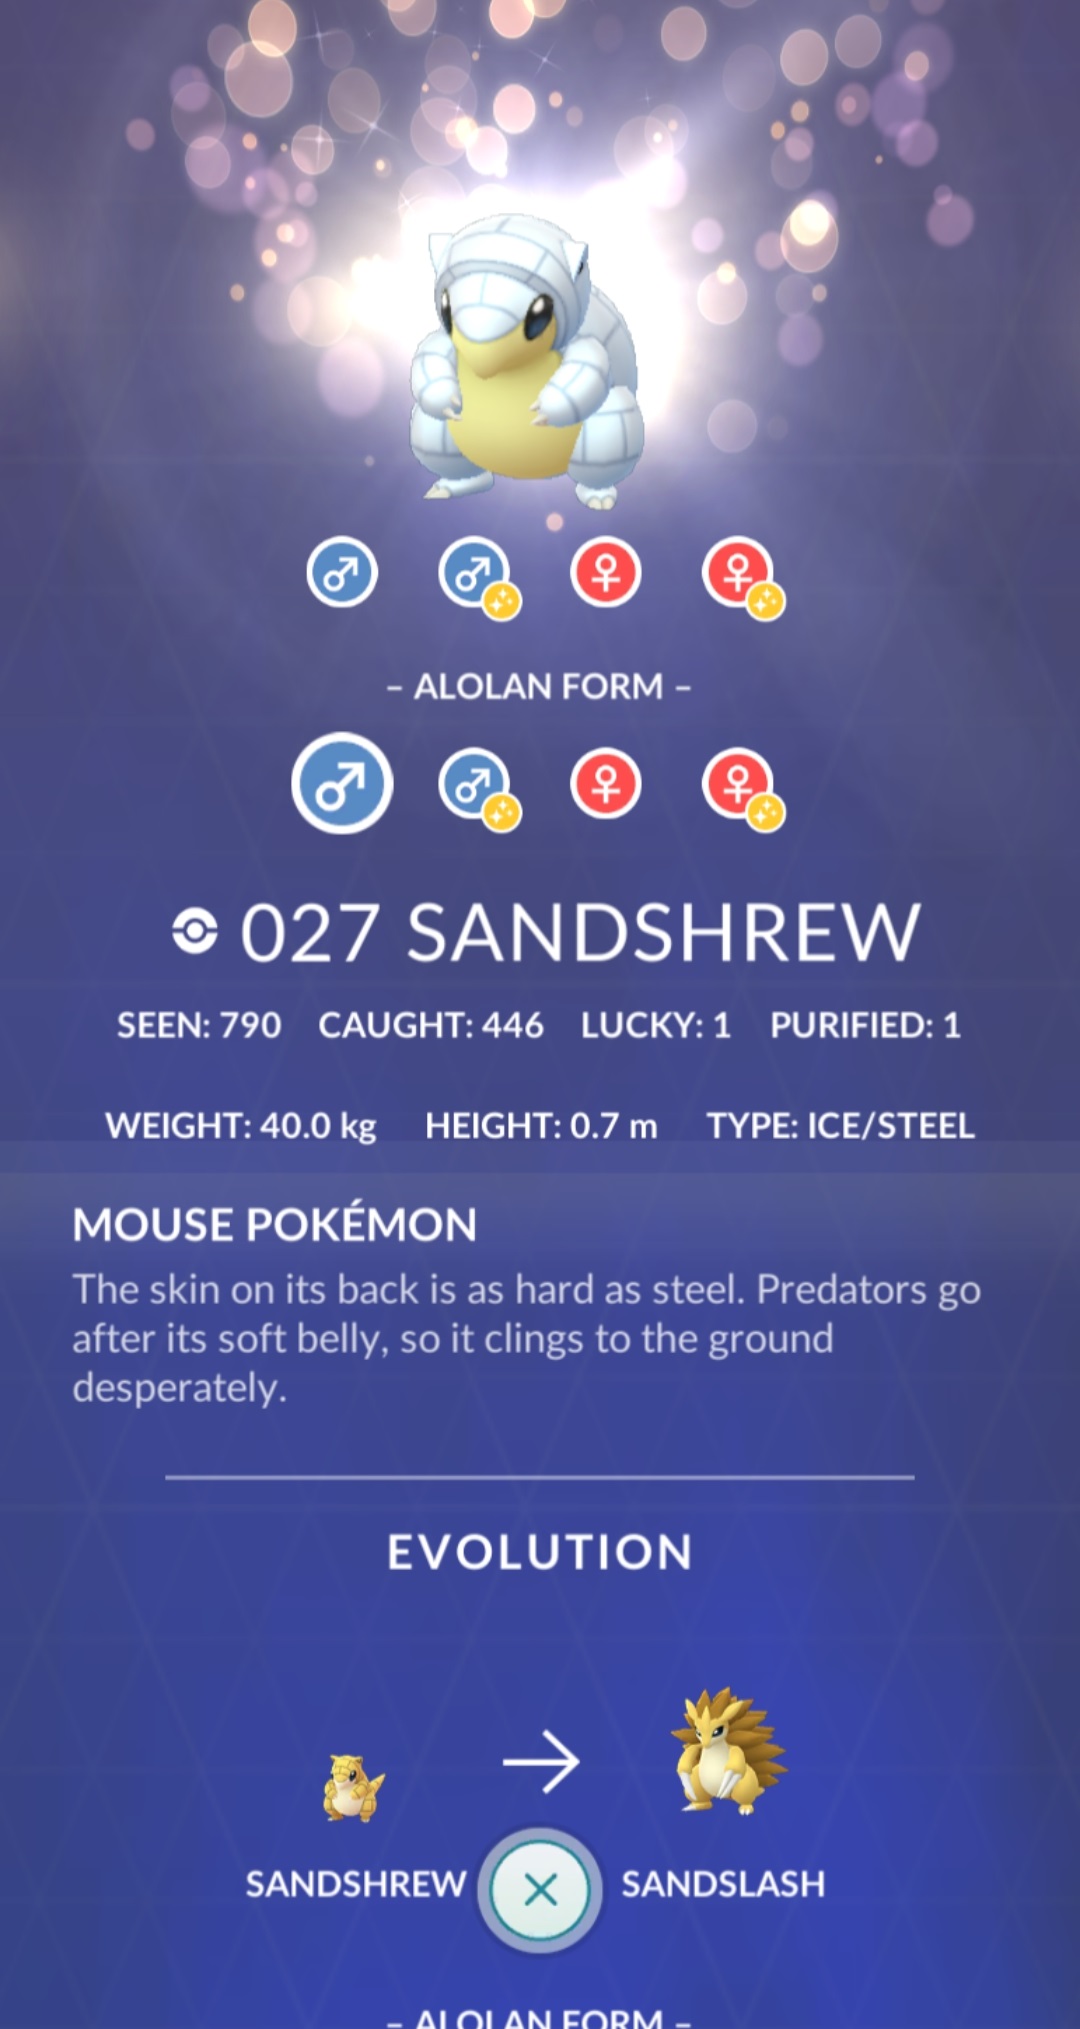 – ALOLAN FORM –
027 SANDSHREW
SEEN: 790 CAUGHT: 446 LUCKY: 1 PURIFIED: 1
WEIGHT: 40.0 kg HEIGHT: 0.7 m TYPE: ICE/STEEL
MOUSE POKÉMON
The skin on its back is as hard as steel. Predators go
after its soft belly, so it clings to the ground
desperately.
EVOLUTION
SANDSHREW SANDSLASH
– ALOLAN FORM –